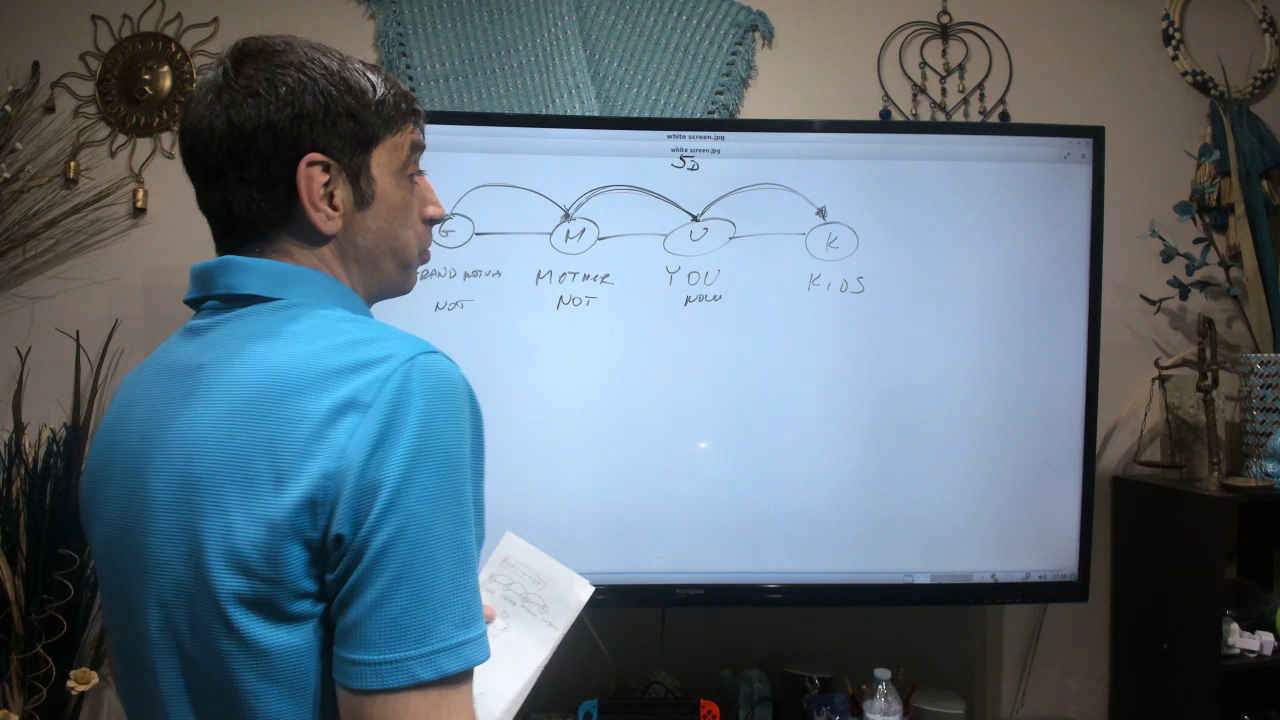 white screen.jpg
white screen.jpg
5D
G M U K
MOTHER YOU KIDS
NOT NOT NOW